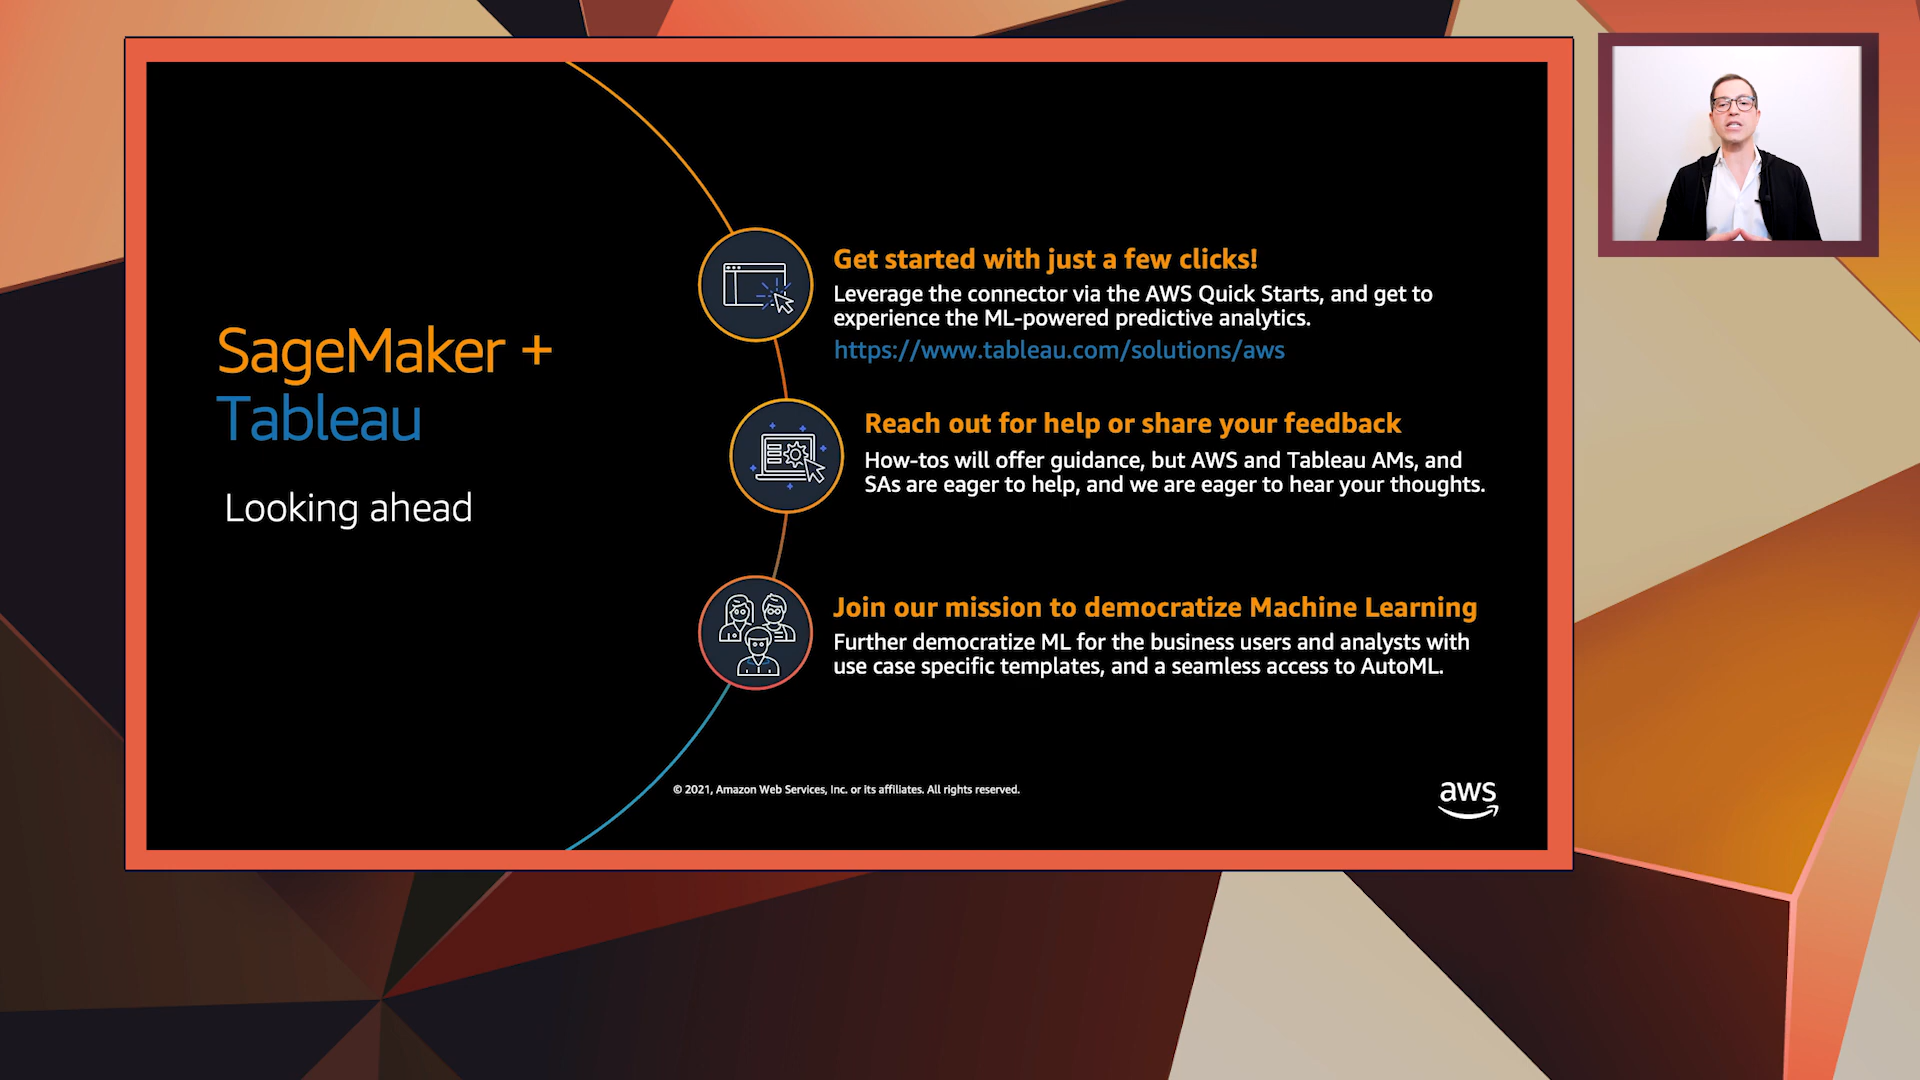 SageMaker +
Tableau
Looking ahead
Get started with just a few clicks!
Leverage the connector via the AWS Quick Starts, and get to
experience the ML-powered predictive analytics.
https://www.tableau.com/solutions/aws
Reach out for help or share your feedback
How-tos will offer guidance, but AWS and Tableau AMs, and
SAs are eager to help, and we are eager to hear your thoughts.
Join our mission to democratize Machine Learning
Further democratize ML for the business users and analysts with
use case specific templates, and a seamless access to AutoML.
© 2021, Amazon Web Services, Inc. or its affiliates. All rights reserved.
aws